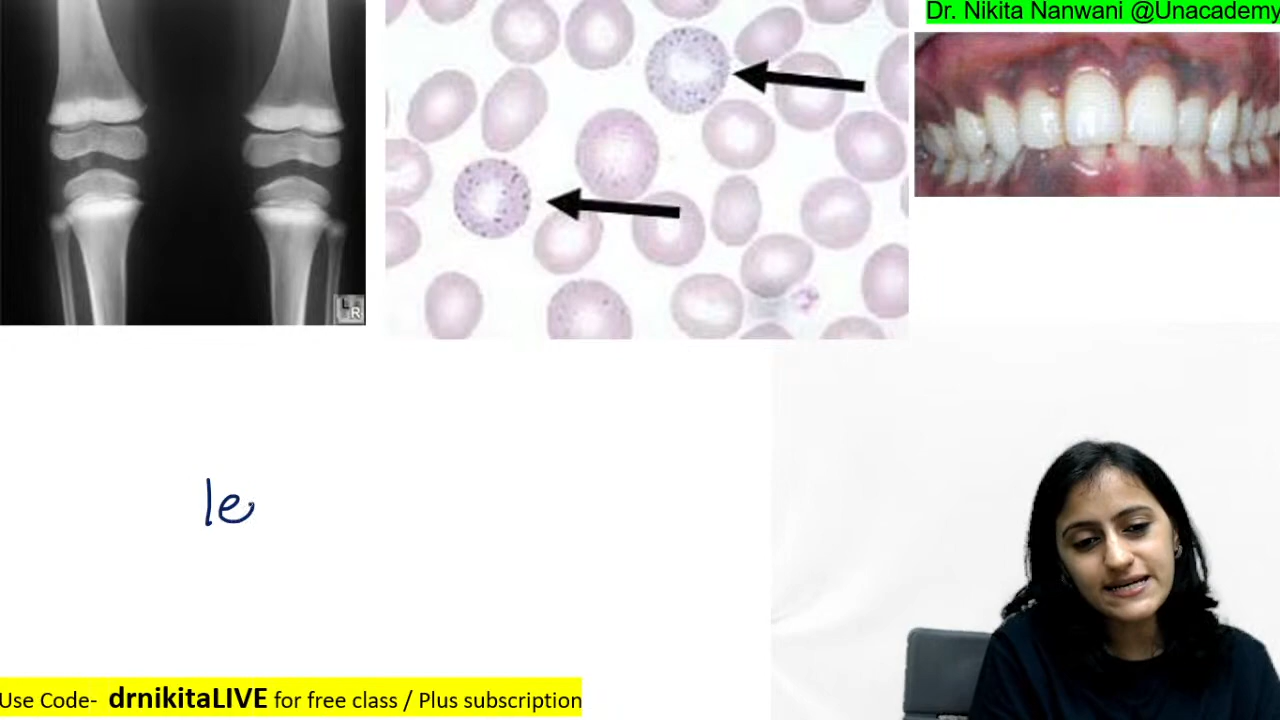 Dr. Nikita Nanwani @Unacademy
L
R
le
Use Code- drnikitaLIVE for free class / Plus subscription